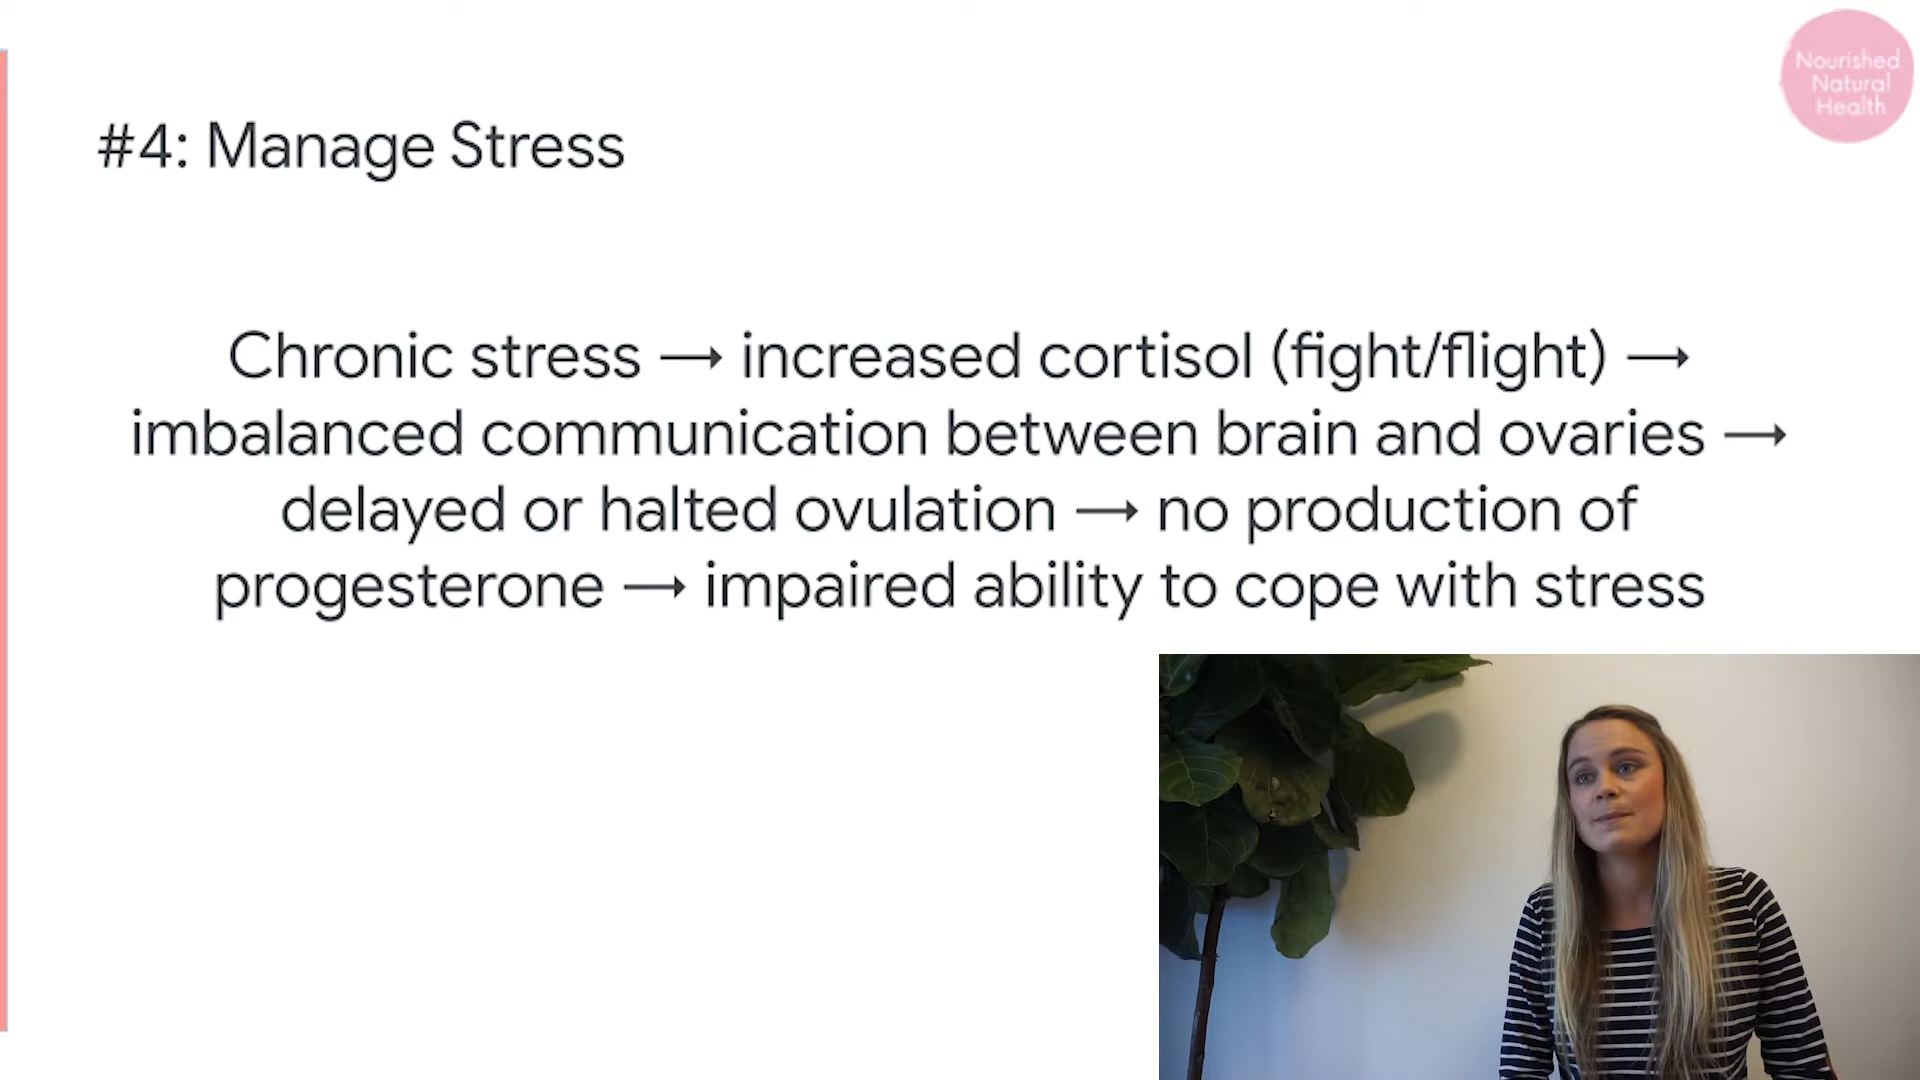 Nourished
Natural
Health
#4: Manage Stress
Chronic stress → increased cortisol (fight/flight) →
imbalanced communication between brain and ovaries →
delayed or halted ovulation → no production of
progesterone → impaired ability to cope with stress